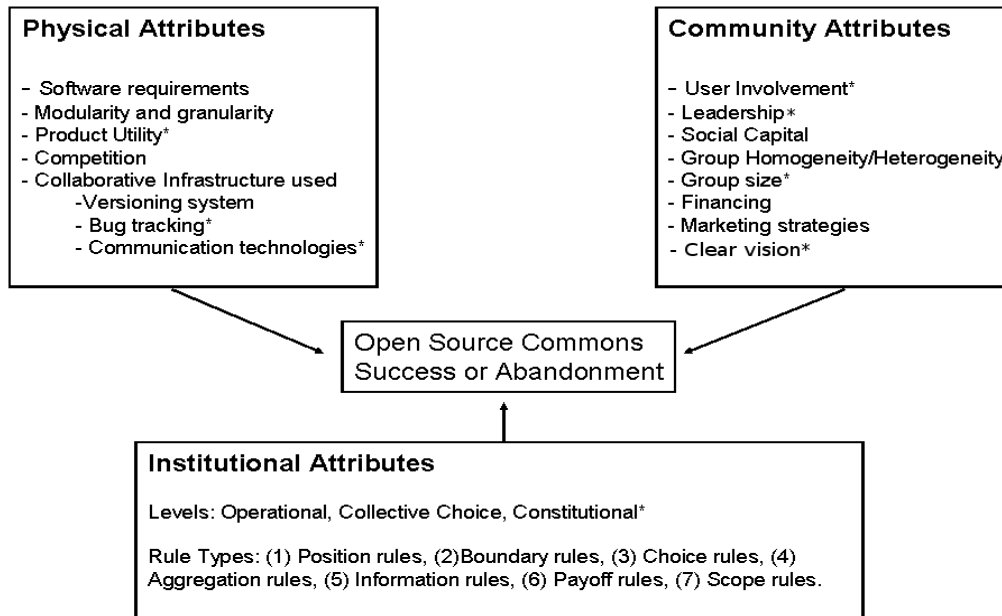 Physical Attributes
- Software requirements
- Modularity and granularity
- Product Utility*
- Competition
- Collaborative Infrastructure used
-Versioning system
- Bug tracking*
- Communication technologies*
Community Attributes
- User Involvement*
- Leadership*
- Social Capital
- Group Homogeneity/Heterogeneity
- Group size*
- Financing
- Marketing strategies
- Clear vision*
Open Source Commons
Success or Abandonment
Institutional Attributes
Levels: Operational, Collective Choice, Constitutional*
Rule Types: (1) Position rules, (2)Boundary rules, (3) Choice rules, (4)
Aggregation rules, (5) Information rules, (6) Payoff rules, (7) Scope rules.